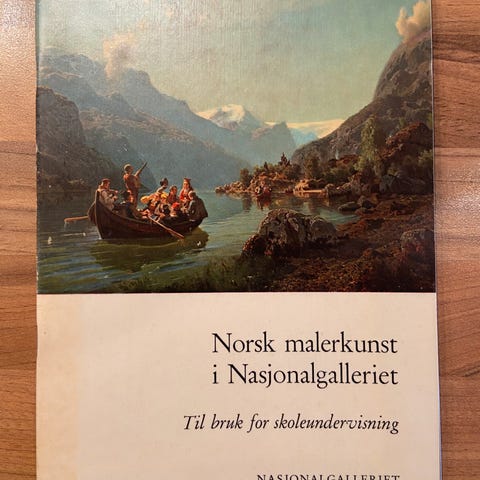 Norsk malerkunst
i Nasjonalgalleriet
Til bruk for skoleundervisning
NASJONALGALLERIET